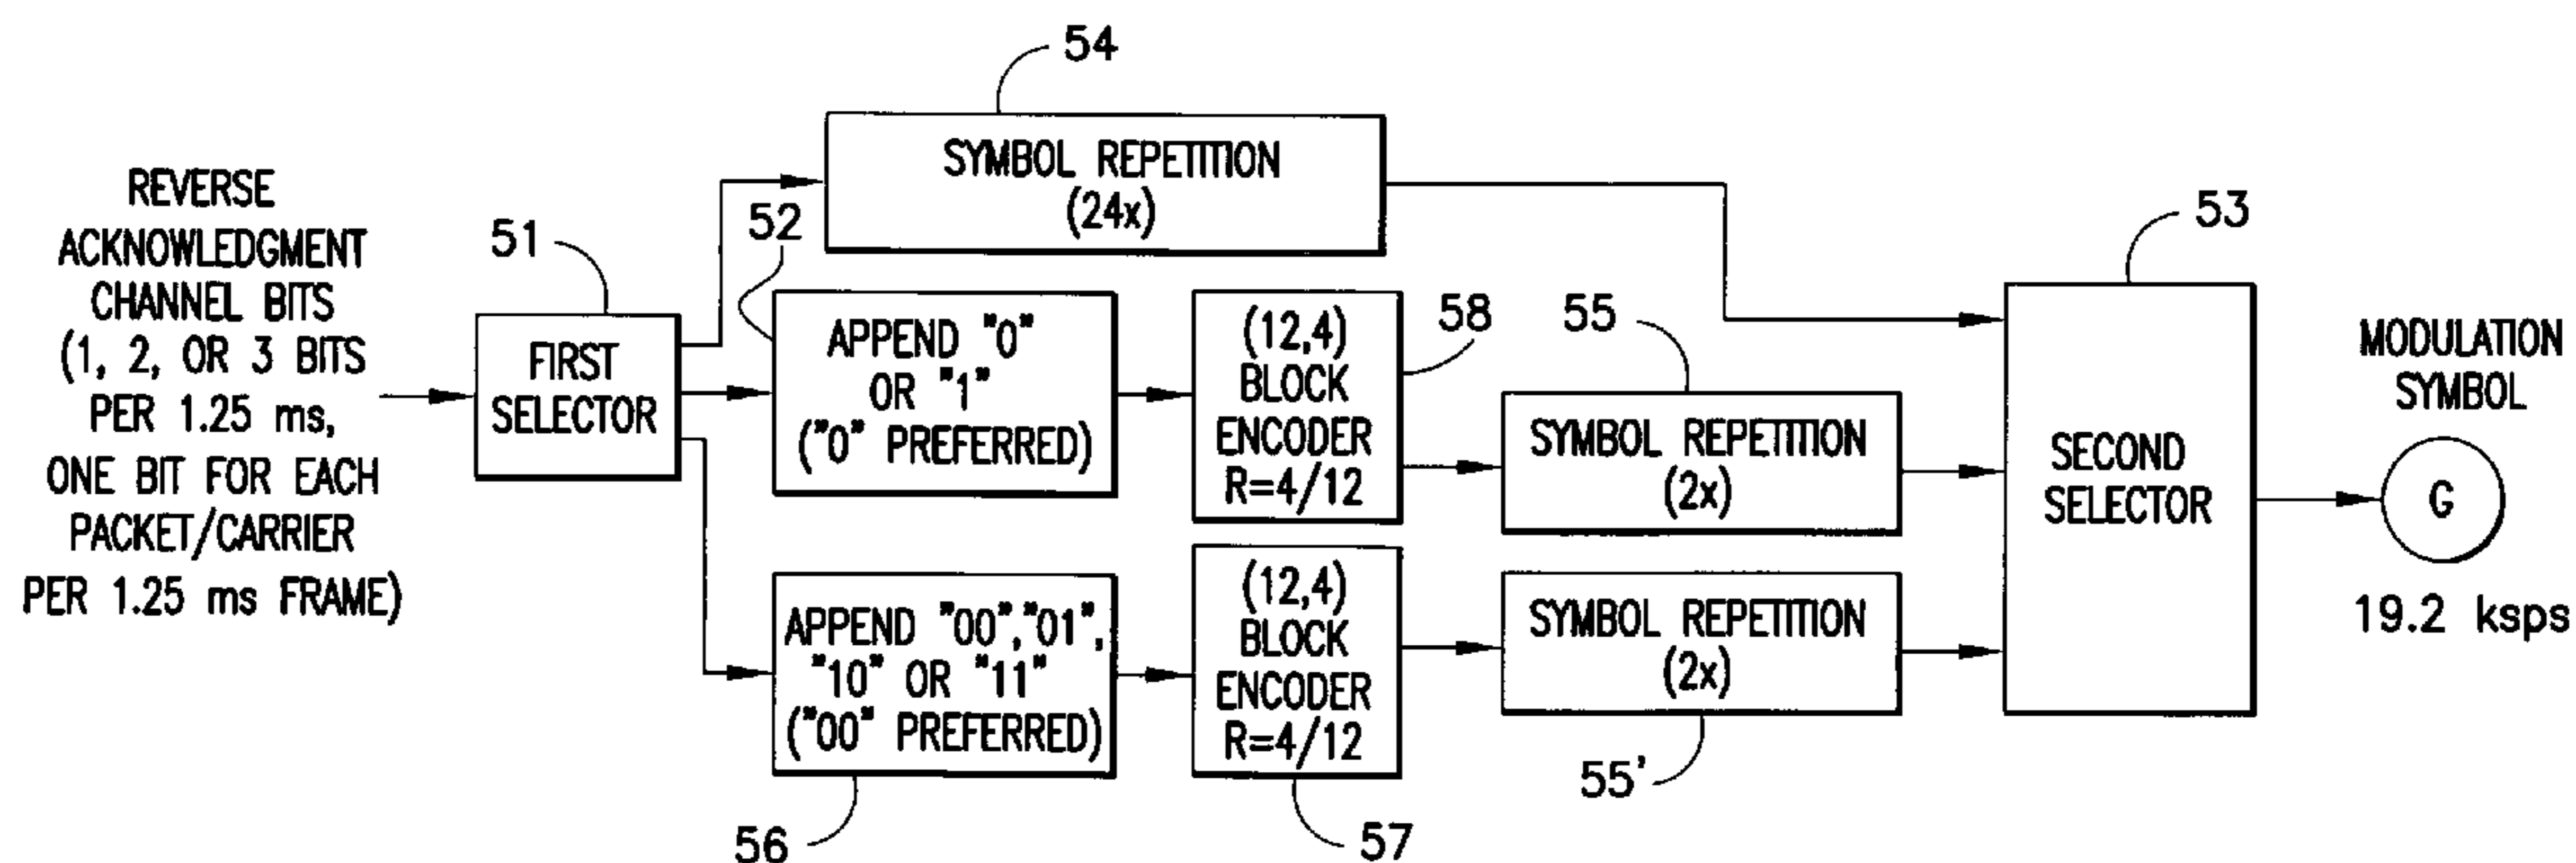 54
SYMBOL REPETITION
(24x)
REVERSE
ACKNOWLEDGMENT
CHANNEL BITS
(1, 2, OR 3 BITS
PER 1.25 ms,
ONE BIT FOR EACH
PACKET/CARRIER
PER 1.25 ms FRAME)
51
FIRST
SELECTOR
52
APPEND "0"
OR "1"
("0" PREFERRED)
(12,4)
BLOCK
ENCODER
R=4/12
58
55
SYMBOL REPETITION
(2x)
53
SECOND
SELECTOR
MODULATION
SYMBOL
G
19.2 ksps
APPEND "00","01",
"10" OR "11"
("00" PREFERRED)
56
(12,4)
BLOCK
ENCODER
R=4/12
57
SYMBOL REPETITION
(2x)
55'